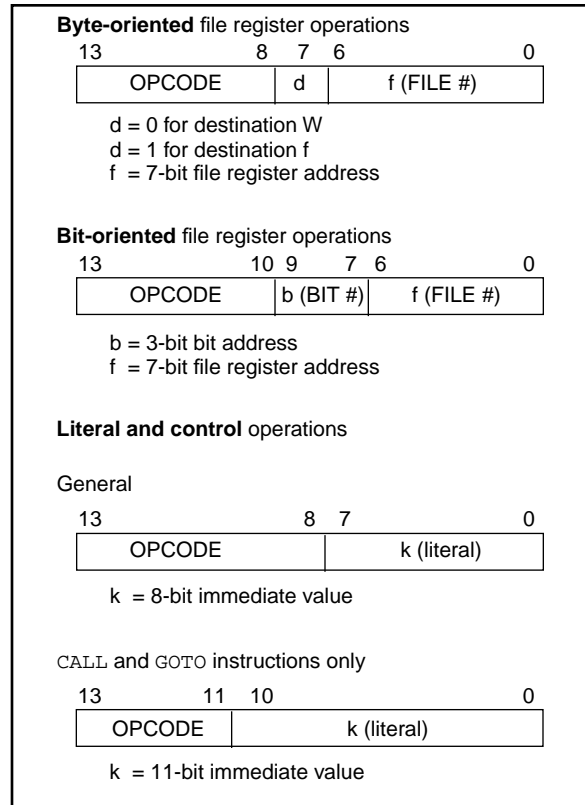 Byte-oriented file register operations
13 8 7 6 0
OPCODE d f (FILE #)
d = 0 for destination W
d = 1 for destination f
f = 7-bit file register address
Bit-oriented file register operations
13 10 9 7 6 0
OPCODE b (BIT #) f (FILE #)
b = 3-bit bit address
f = 7-bit file register address
Literal and control operations
General
13 8 7 0
OPCODE k (literal)
k = 8-bit immediate value
CALL and GOTO instructions only
13 11 10 0
OPCODE k (literal)
k = 11-bit immediate value